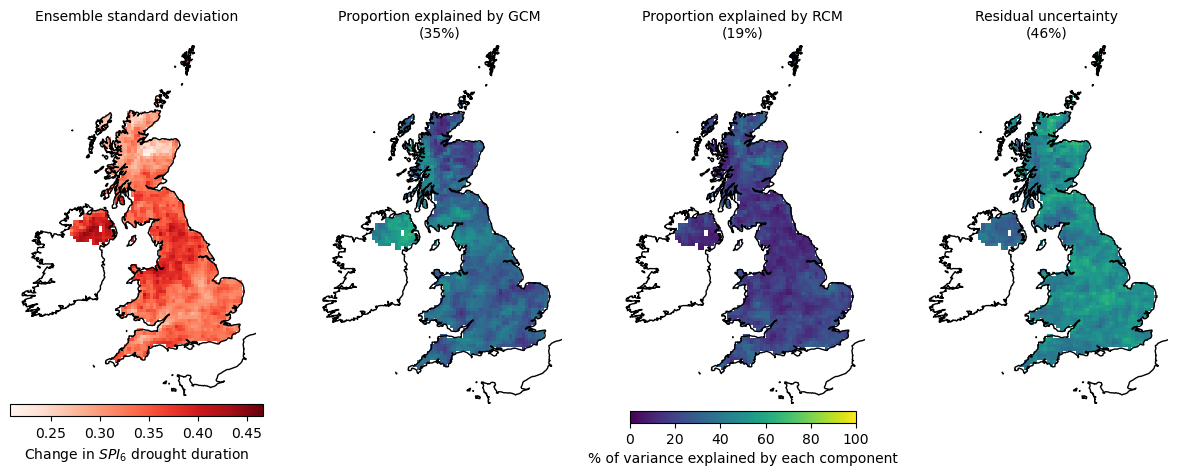 Ensemble standard deviation
Proportion explained by GCM
(35%)
Proportion explained by RCM
(19%)
Residual uncertainty
(46%)
0.25 0.30 0.35 0.40 0.45
Change in SPI₆ drought duration
0 20 40 60 80 100
% of variance explained by each component